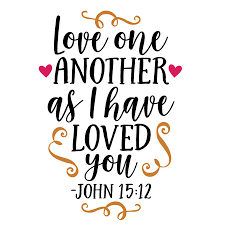 Love one
ANOTHER
as I have
LOVED
you
-JOHN 15:12